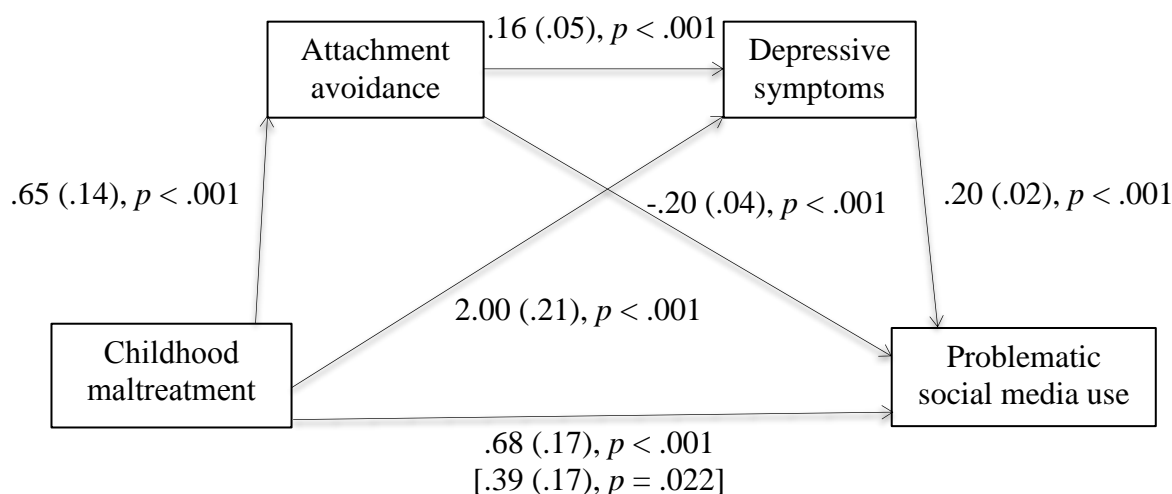 .16 (.05), p < .001
Attachment
avoidance
Depressive
symptoms
.65 (.14), p < .001
-.20 (.04), p < .001
.20 (.02), p < .001
2.00 (.21), p < .001
Childhood
maltreatment
Problematic
social media use
.68 (.17), p < .001
[.39 (.17), p = .022]